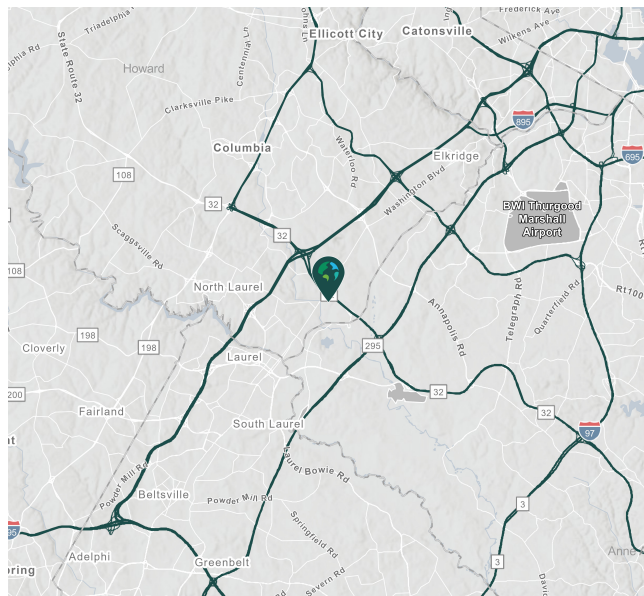 Frederick Ave
Triadelphia Rd
Ellicott City
Catonsville
Wilkens Ave
State Route 32
Centennial Ln
Howard
Clarksville Pike
895
Columbia
Waterloo Rd
Elkridge
695
108
Washington Blvd
32
BWI Thurgood
Marshall
Airport
32
Scaggsville Rd
108
North Laurel
Telegraph Rd
Quarterfield Rd
Rt100
Annapolis Rd
198
198
Cloverly
Laurel
295
200
32
32
Fairland
South Laurel
97
Laurel Bowie Rd
Powder Mill Rd
Beltsville
Powder Mill Rd
3
Springfield Rd
95
Adelphi
Greenbelt
3
Severn Rd